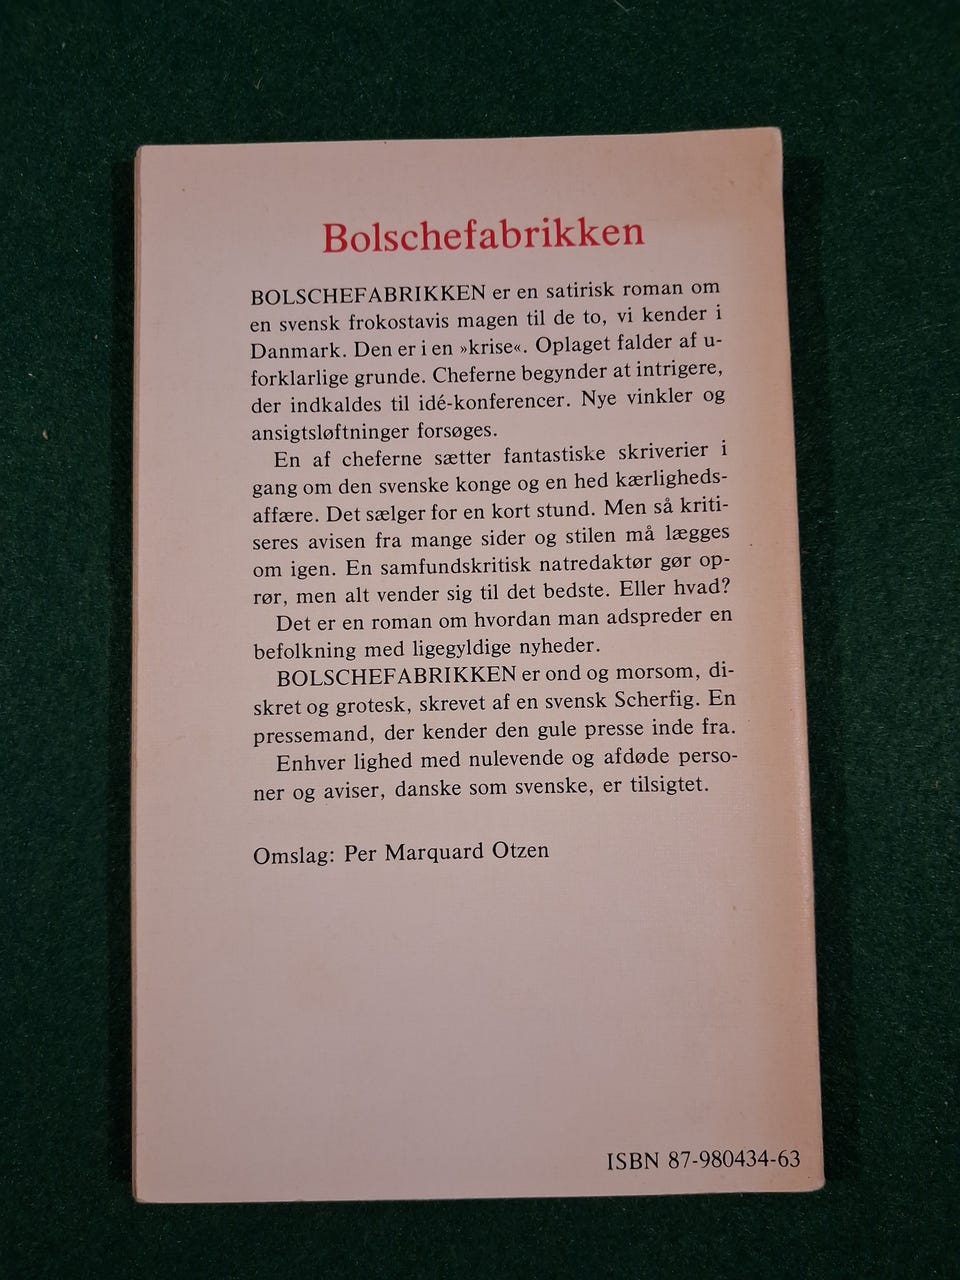 Bolschefabrikken
BOLSCHEFABRIKKEN er en satirisk roman om
en svensk frokostavis magen til de to, vi kender i
Danmark. Den er i en »krise«. Oplaget falder af u-
forklarlige grunde. Cheferne begynder at intrigere,
der indkaldes til idé-konferencer. Nye vinkler og
ansigtsløftninger forsøges.
En af cheferne sætter fantastiske skriverier i
gang om den svenske konge og en hed kærligheds-
affære. Det sælger for en kort stund. Men så kriti-
seres avisen fra mange sider og stilen må lægges
om igen. En samfundskritisk natredaktør gør op-
rør, men alt vender sig til det bedste. Eller hvad?
Det er en roman om hvordan man adspreder en
befolkning med ligegyldige nyheder.
BOLSCHEFABRIKKEN er ond og morsom, di-
skret og grotesk, skrevet af en svensk Scherfig. En
pressemand, der kender den gule presse inde fra.
Enhver lighed med nulevende og afdøde perso-
ner og aviser, danske som svenske, er tilsigtet.
Omslag: Per Marquard Otzen
ISBN 87-980434-63